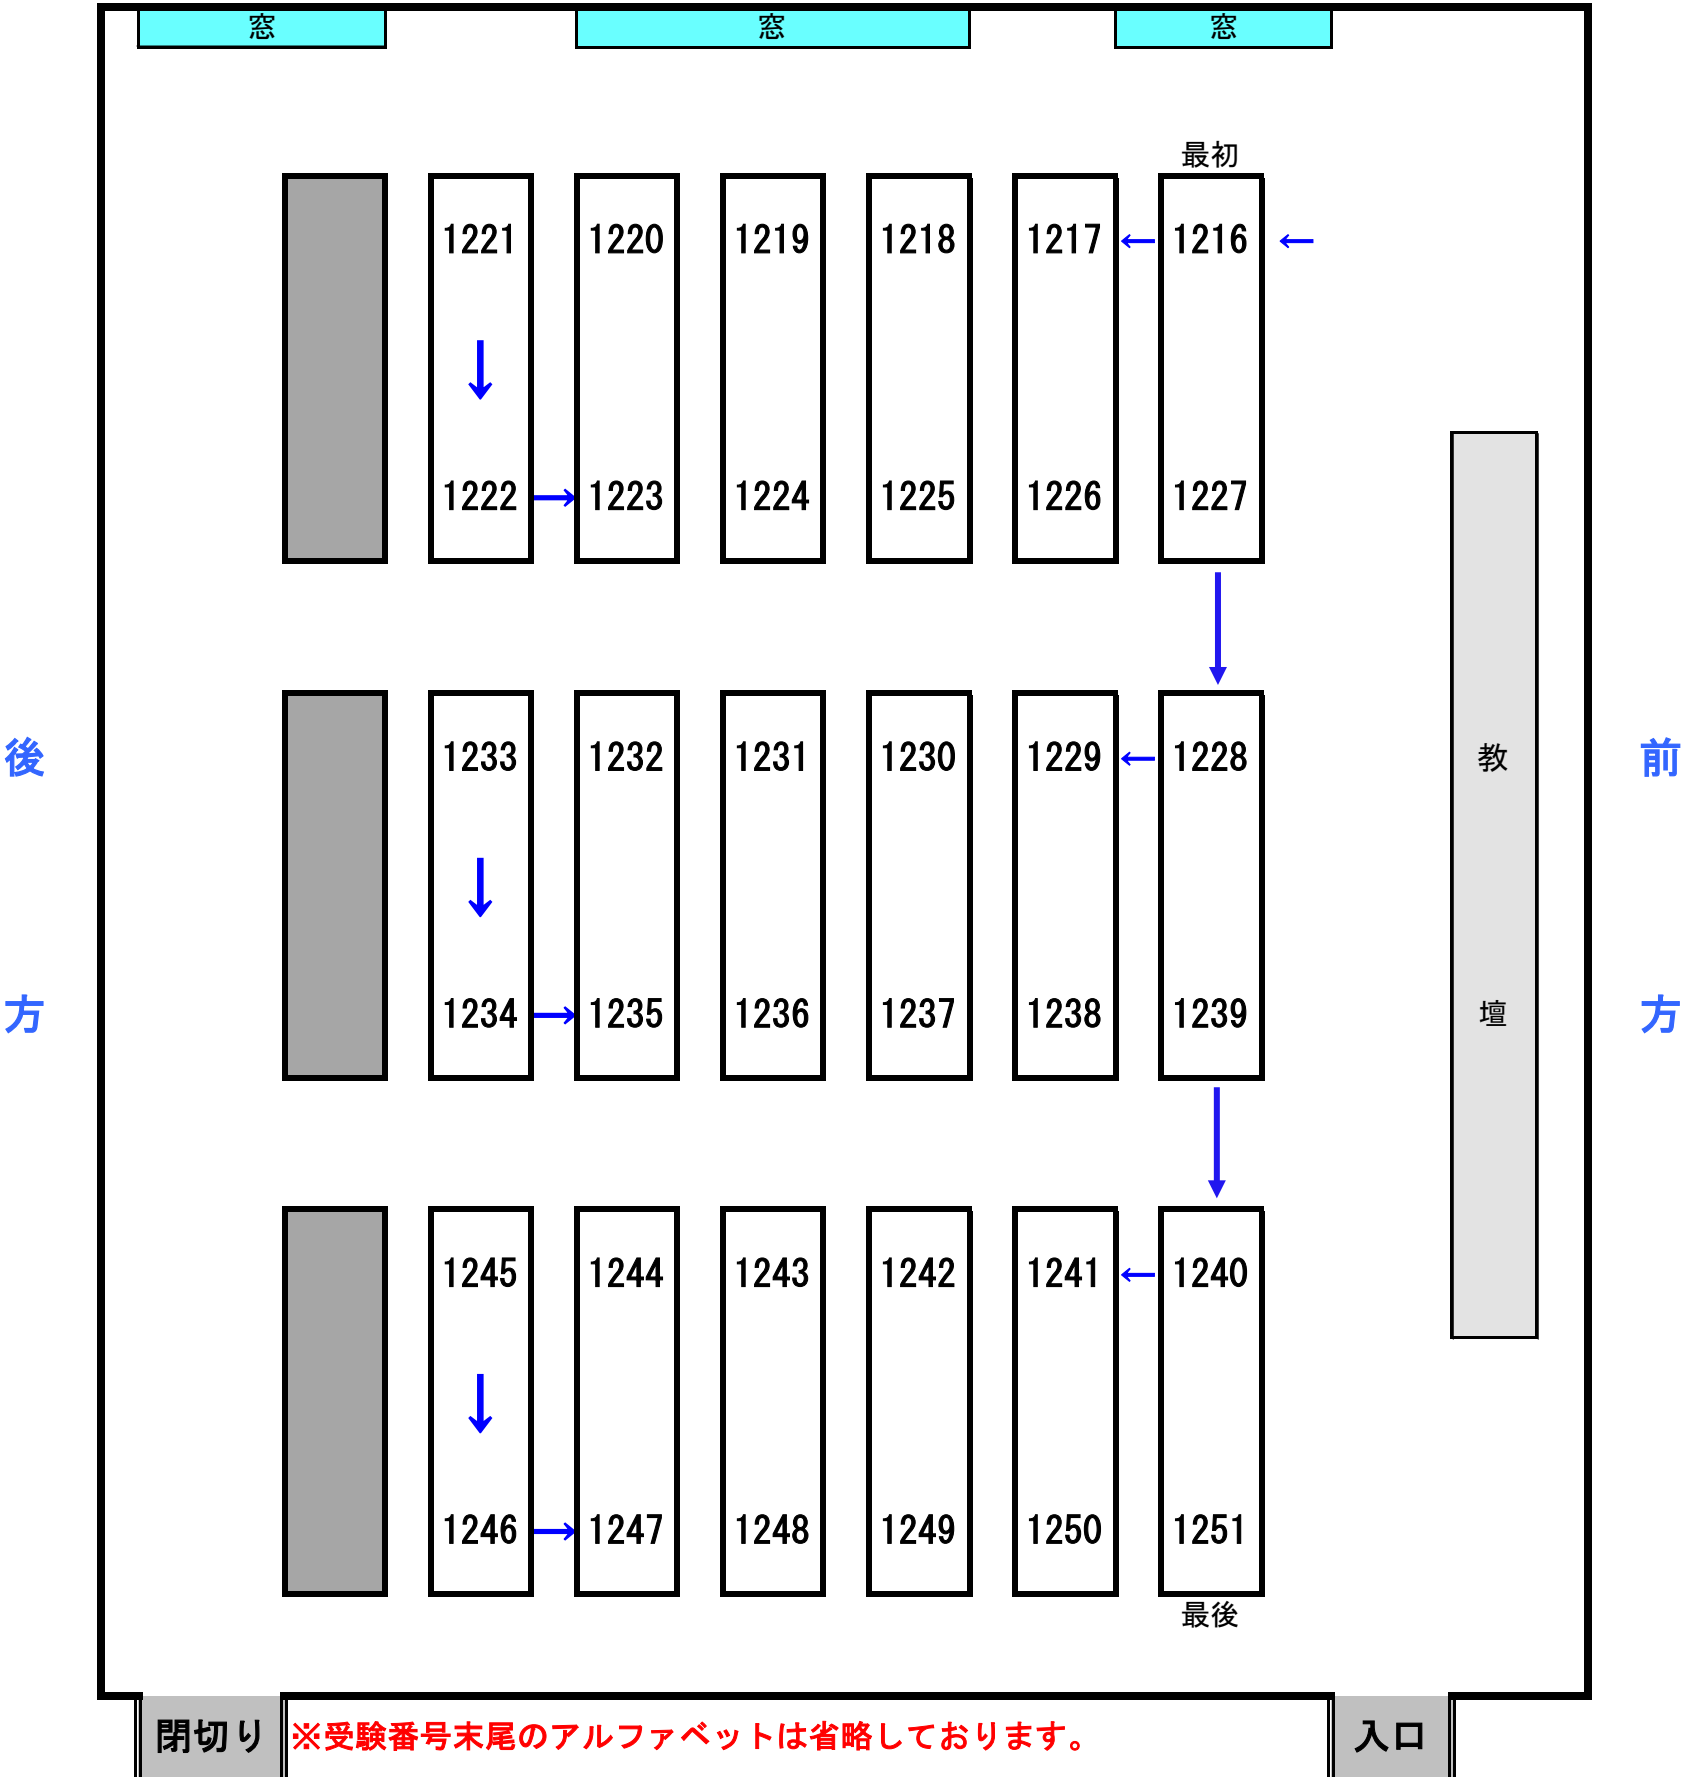 窓 窓 窓
最初
1221 1220 1219 1218 1217 ← 1216 ←
↓
1222 → 1223 1224 1225 1226 1227
↓
後 1233 1232 1231 1230 1229 ← 1228 教 前
↓
方 1234 → 1235 1236 1237 1238 1239 壇 方
↓
1245 1244 1243 1242 1241 ← 1240
↓
1246 → 1247 1248 1249 1250 1251
最後
閉切り ※受験番号末尾のアルファベットは省略しております。 入口